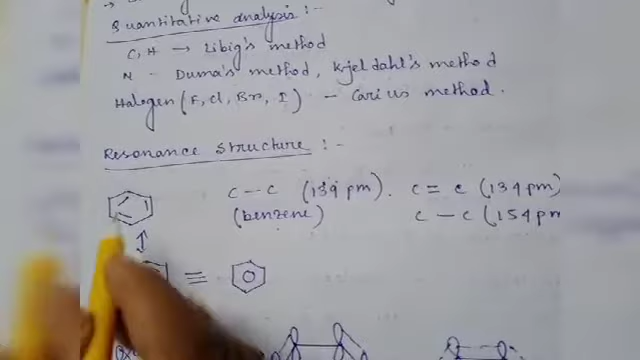 Quantitative analysis :-
C, H → Libig's method
N - Duma's method, Kjeldahl's method
Halogen (F, Cl, Br, I) - Carius method.
Resonance structure :-
C - C (139 pm). C = C (134 pm)
(benzene) C - C (154 pm